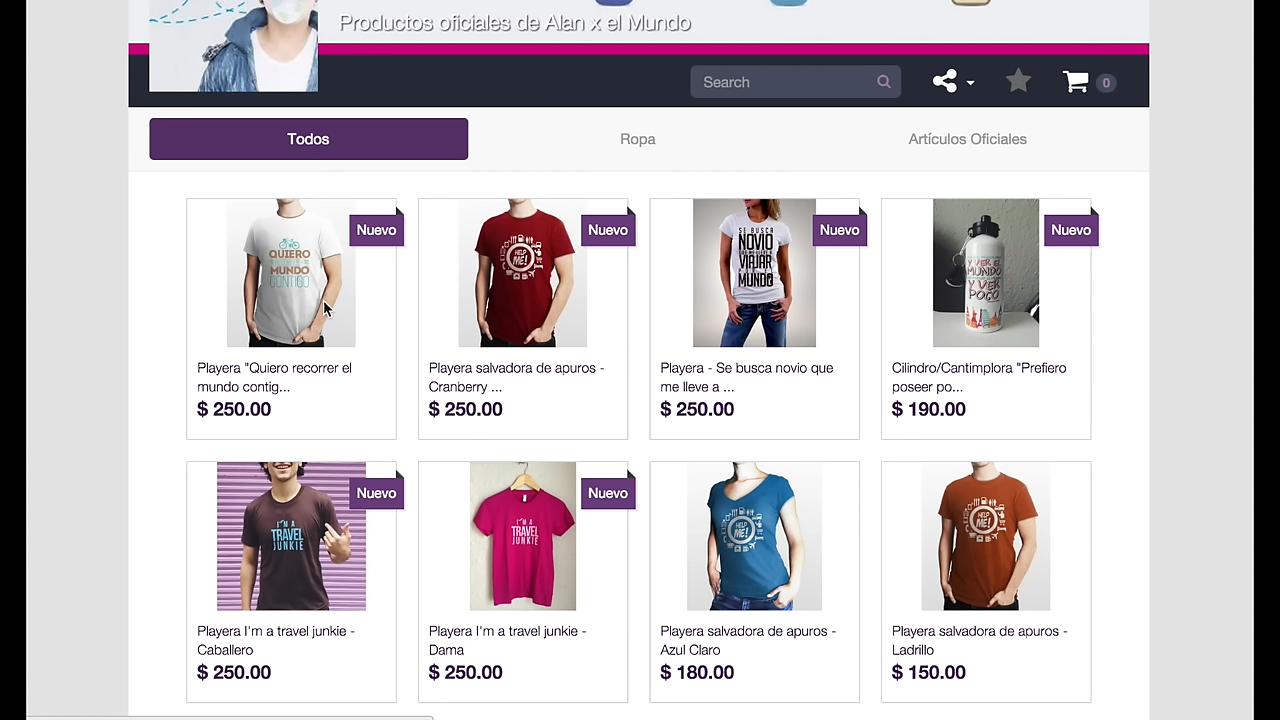 Productos oficiales de Alan x el Mundo
Search
0
Todos
Ropa
Artículos Oficiales
Nuevo
Nuevo
Nuevo
Nuevo
QUIERO
MUNDO
CONTIGO
HELP
ME!
SE BUSCA
NOVIO
VIAJAR
MUNDO
Y VER EL
MUNDO
Y VER
POCO
Playera "Quiero recorrer el
mundo contig...
$ 250.00
Playera salvadora de apuros -
Cranberry ...
$ 250.00
Playera - Se busca novio que
me lleve a ...
$ 250.00
Cilindro/Cantimplora "Prefiero
poseer po...
$ 190.00
Nuevo
Nuevo
I'M A
TRAVEL
JUNKIE
I'M A
TRAVEL
JUNKIE
HELP
ME!
HELP
ME!
Playera I'm a travel junkie -
Caballero
$ 250.00
Playera I'm a travel junkie -
Dama
$ 250.00
Playera salvadora de apuros -
Azul Claro
$ 180.00
Playera salvadora de apuros -
Ladrillo
$ 150.00